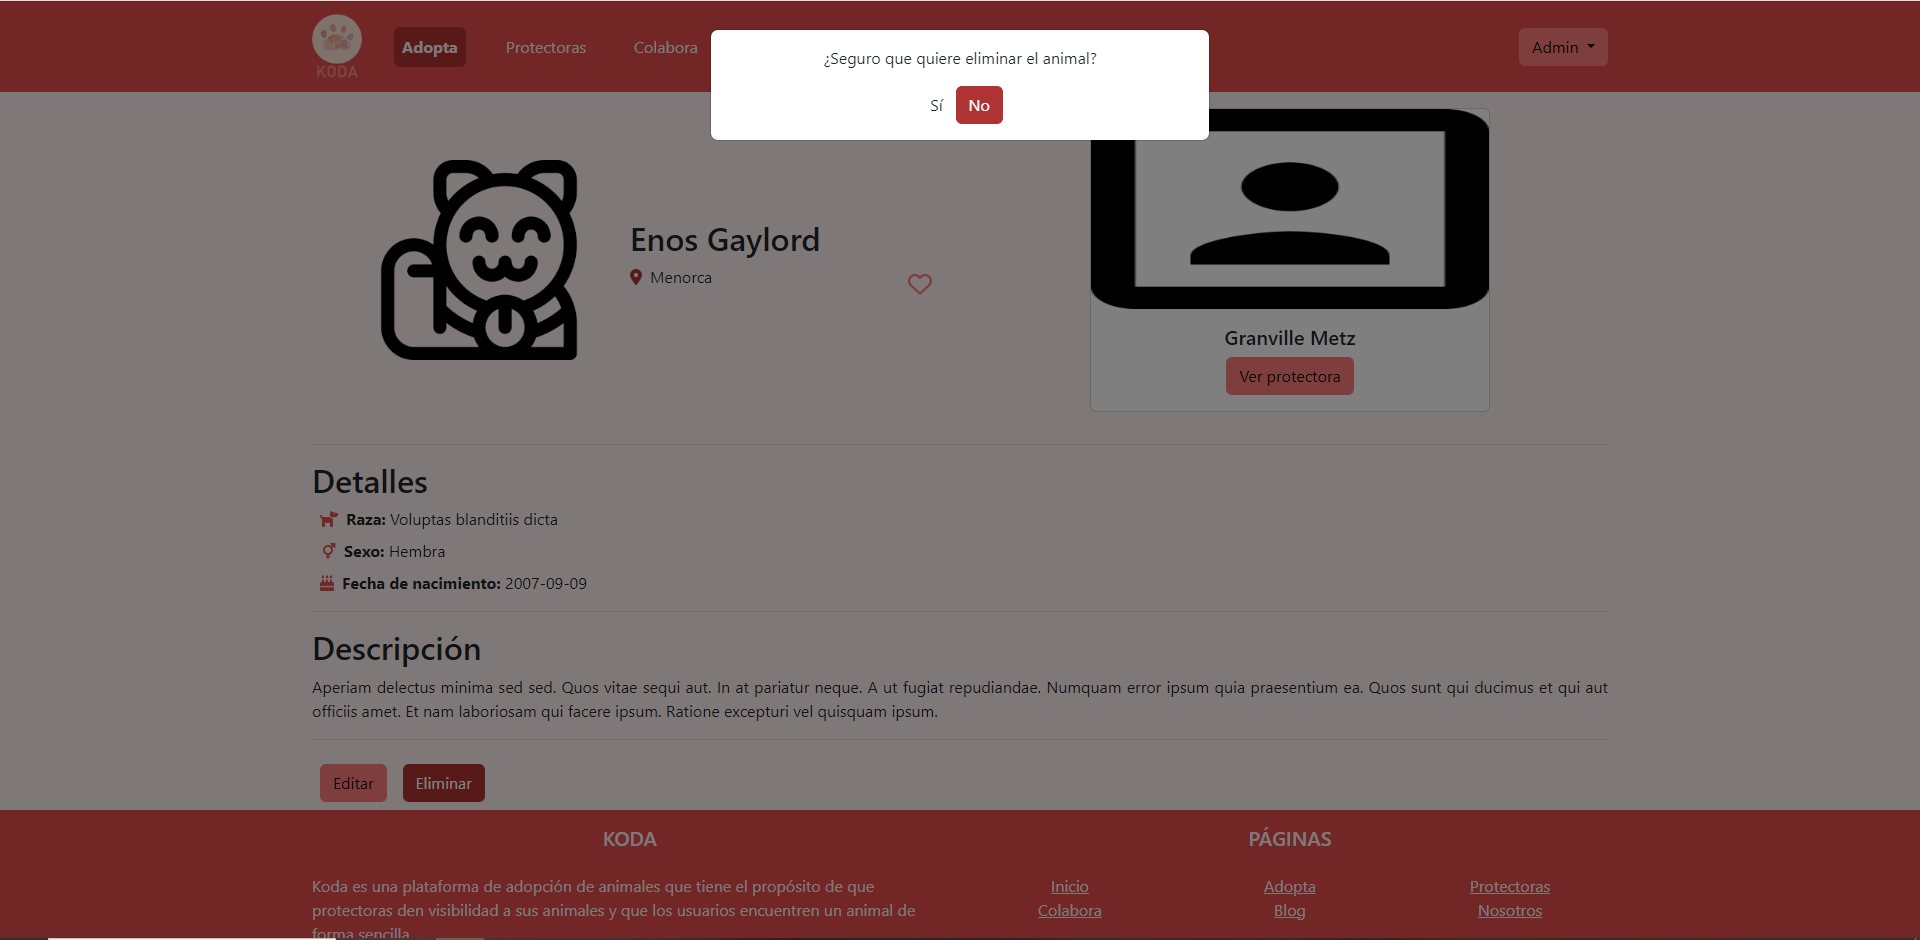 KODA
Adopta
Protectoras
Colabora
Admin
¿Seguro que quiere eliminar el animal?
Sí No
Enos Gaylord
Menorca
Granville Metz
Ver protectora
Detalles
Raza: Voluptas blanditiis dicta
Sexo: Hembra
Fecha de nacimiento: 2007-09-09
Descripción
Aperiam delectus minima sed sed. Quos vitae sequi aut. In at pariatur neque. A ut fugiat repudiandae. Numquam error ipsum quia praesentium ea. Quos sunt qui ducimus et qui aut
officiis amet. Et nam laboriosam qui facere ipsum. Ratione excepturi vel quisquam ipsum.
Editar
Eliminar
KODA
Koda es una plataforma de adopción de animales que tiene el propósito de que
protectoras den visibilidad a sus animales y que los usuarios encuentren un animal de
forma sencilla
PÁGINAS
Inicio
Adopta
Protectoras
Colabora
Blog
Nosotros